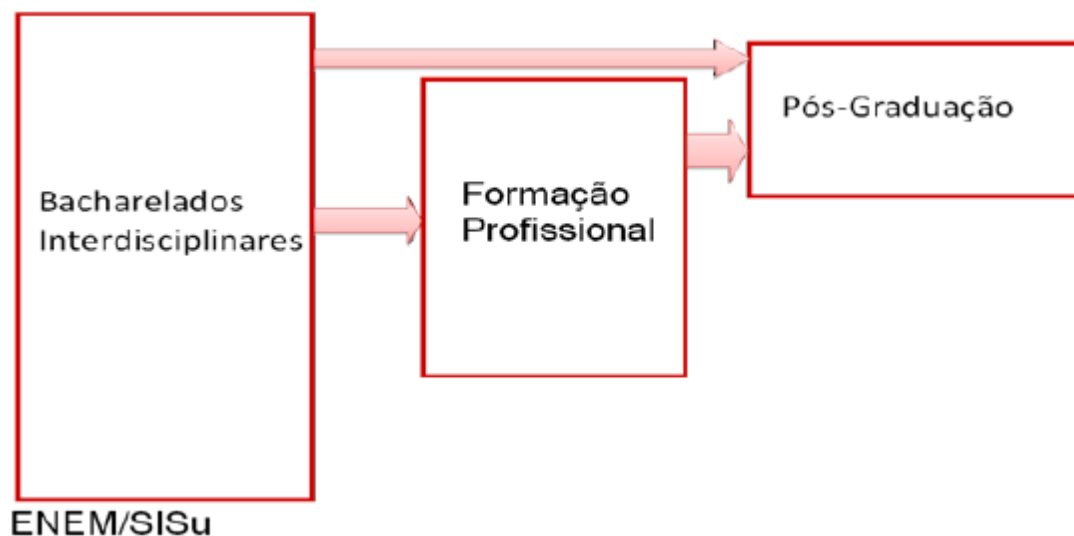 Bacharelados
Interdisciplinares
Formação
Profissional
Pós-Graduação
ENEM/SISu